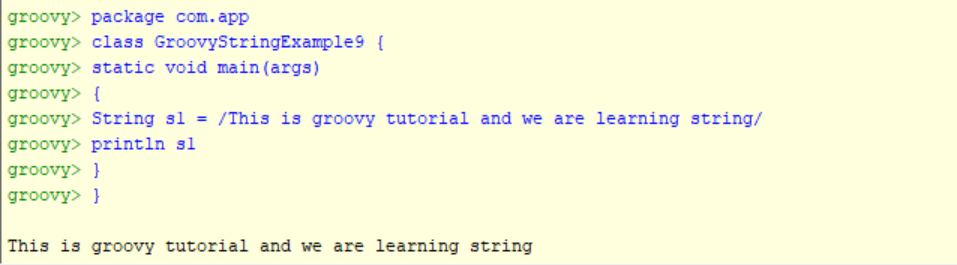 groovy> package com.app
groovy> class GroovyStringExample9 {
groovy> static void main(args)
groovy> {
groovy> String s1 = /This is groovy tutorial and we are learning string/
groovy> println s1
groovy> }
groovy> }
This is groovy tutorial and we are learning string